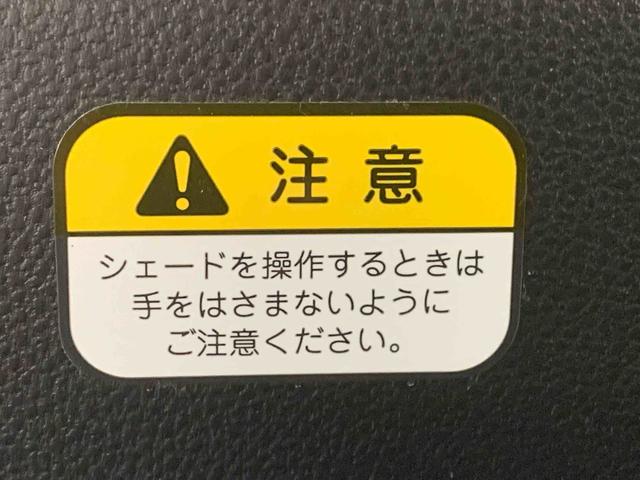 注意
シェードを操作するときは
手をはさまないように
ご注意ください。